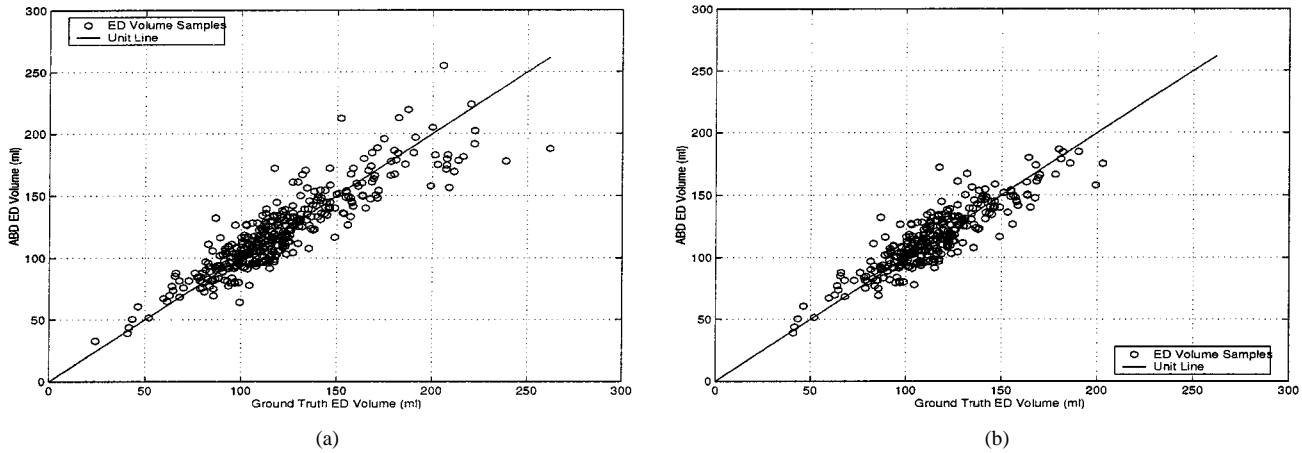 300
250
200
150
100
50
0
ABD ED Volume (ml)
ED Volume Samples
Unit Line
0 50 100 150 200 250 300
Ground Truth ED Volume (ml)
(a)
300
250
200
150
100
50
0
ABD ED Volume (ml)
ED Volume Samples
Unit Line
0 50 100 150 200 250 300
Ground Truth ED Volume (ml)
(b)